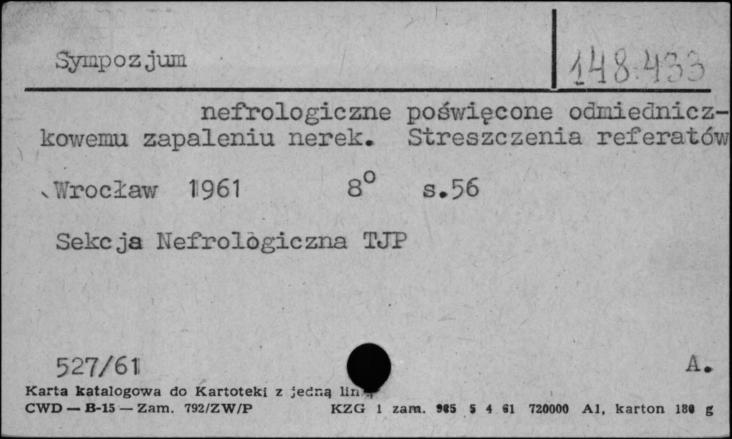 Sympozjum
148.433
nefrologiczne poświęcone odmiednicz-
kowemu zapaleniu nerek. Streszczenia referatów
Wrocław 1961 8° s.56
Sekcja Nefrologiczna TJP
527/61 A.
Karta katalogowa do Kartoteki z jedną
CWD — B-15 — Zam. 792/ZW/P KZG 1 zam. 985 5 4 61 720000 A1, karton 180 g